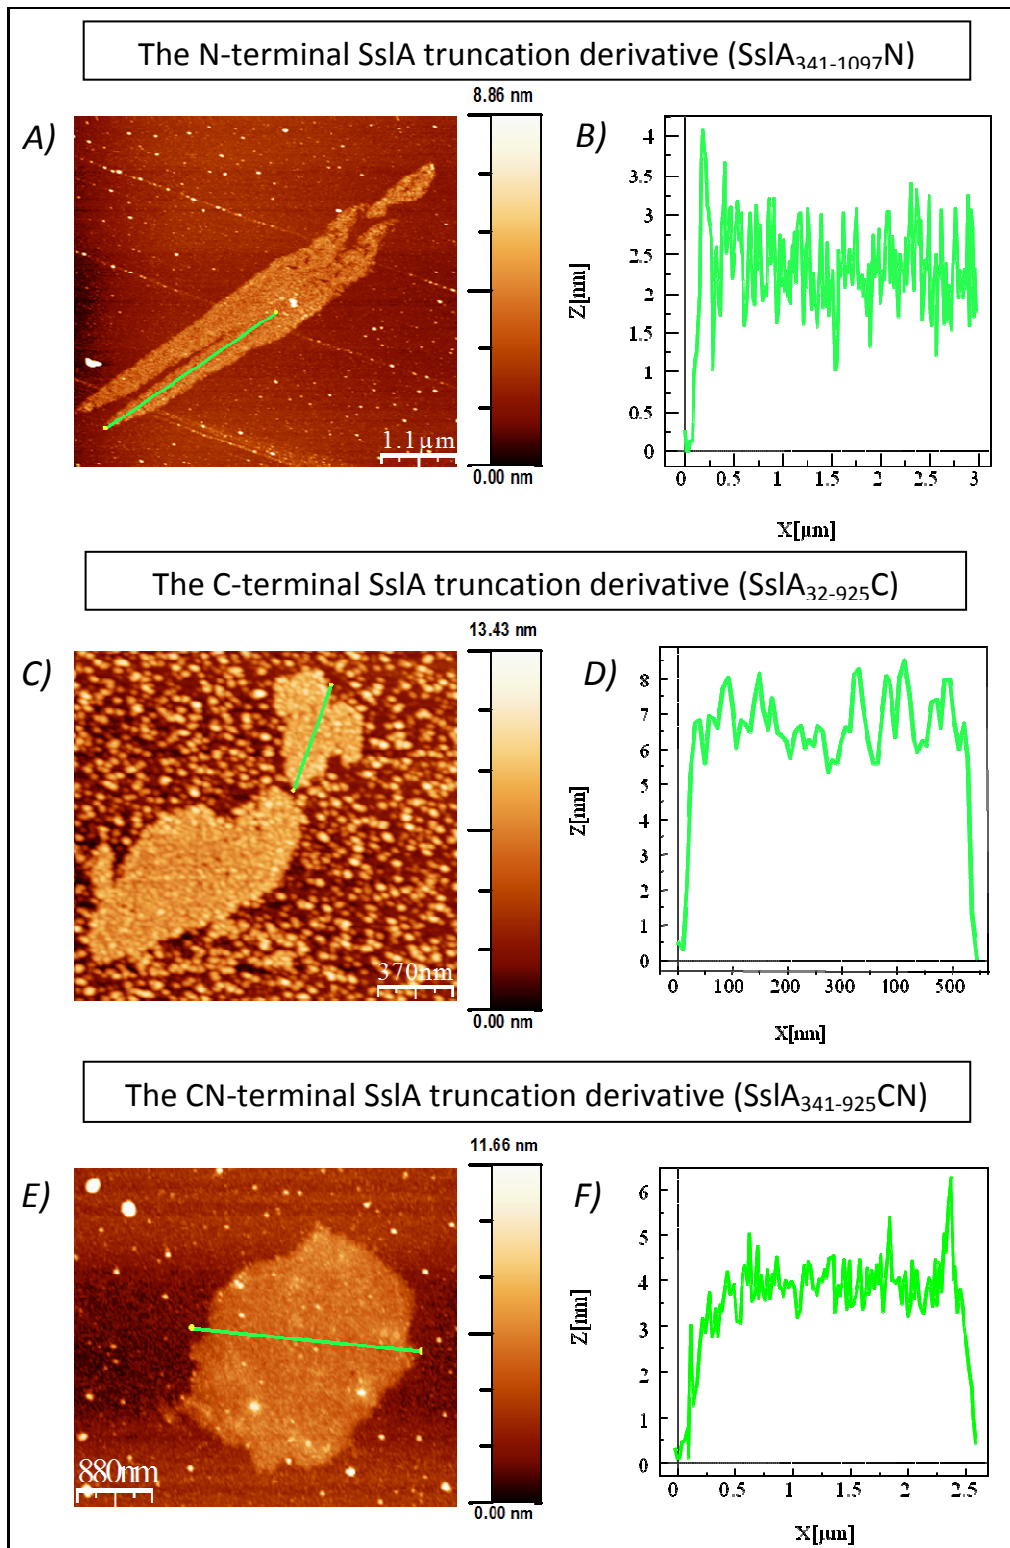 The N-terminal SslA truncation derivative (SslA341-1097N)
A)
8.86 nm
1.1µm
0.00 nm
B)
4
3.5
3
2.5
2
1.5
1
0.5
0
Z[nm]
0 0.5 1 1.5 2 2.5 3
X[µm]
The C-terminal SslA truncation derivative (SslA32-925C)
C)
13.43 nm
370nm
0.00 nm
D)
8
7
6
5
4
3
2
1
0
Z[nm]
0 100 200 300 100 500
X[nm]
The CN-terminal SslA truncation derivative (SslA341-925CN)
E)
11.66 nm
880nm
0.00 nm
F)
6
5
4
3
2
1
0
Z[nm]
0 0.5 1 1.5 2 2.5
X[µm]